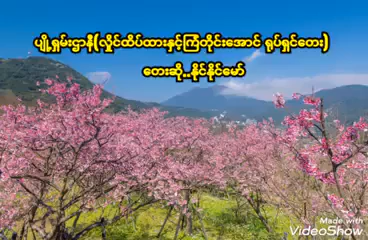 ပျို့ရှမ်းဌာနီ(လှိုင်ထိပ်ထားနှင့်ကြံတိုင်းအောင် ရုပ်ရှင်တေး)
တေးဆို..နိုင်နိုင်မော်
Made with
VideoShow